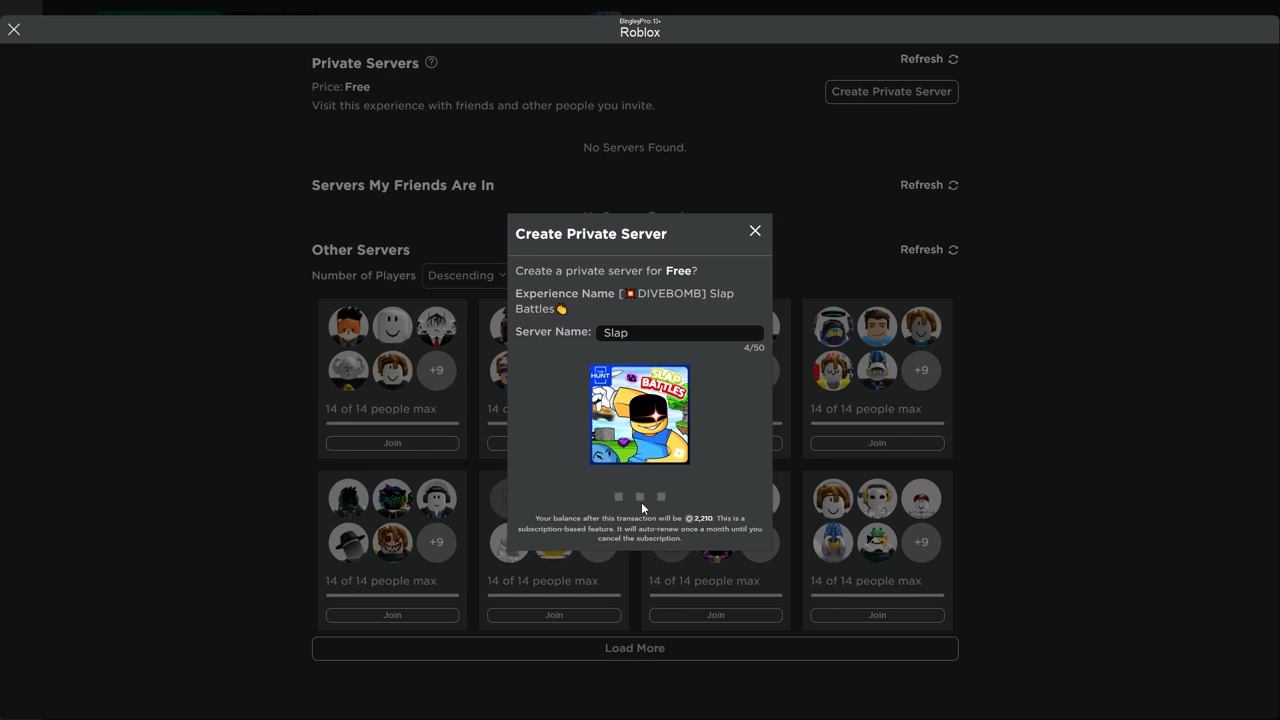 BingleyPro: 13+
Roblox
Private Servers
Refresh
Price: Free
Create Private Server
Visit this experience with friends and other people you invite.
No Servers Found.
Servers My Friends Are In
Refresh
Other Servers
Refresh
Number of Players
Descending
Create Private Server
Create a private server for Free?
Experience Name [💥DIVEBOMB] Slap
Battles👏
Server Name: Slap
4/50
HUNT
SLAP
BATTLES
Your balance after this transaction will be 2,210. This is a
subscription-based feature. It will auto-renew once a month until you
cancel the subscription.
+9
+9
14 of 14 people max
14
14 of 14 people max
Join
Join
+9
+9
14 of 14 people max
14 of 14 people max
14 of 14 people max
14 of 14 people max
Join
Join
Join
Join
Load More